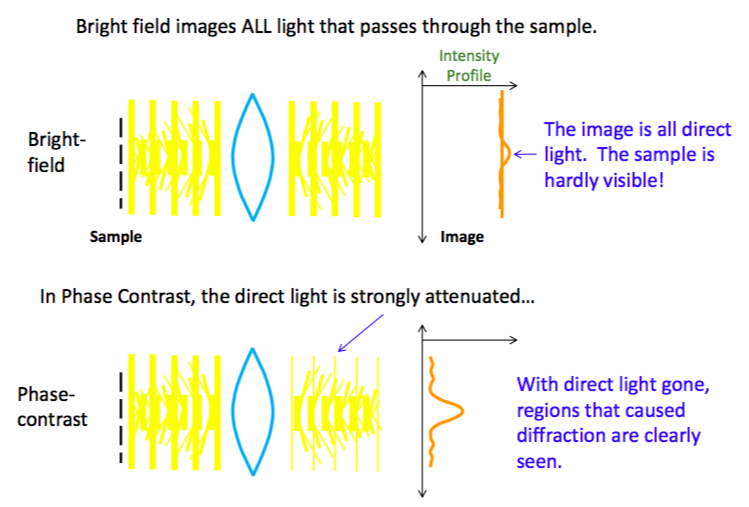 Bright field images ALL light that passes through the sample.
Intensity
Profile
Bright-
field
The image is all direct
light. The sample is
hardly visible!
Sample
Image
In Phase Contrast, the direct light is strongly attenuated...
Phase-
contrast
With direct light gone,
regions that caused
diffraction are clearly
seen.